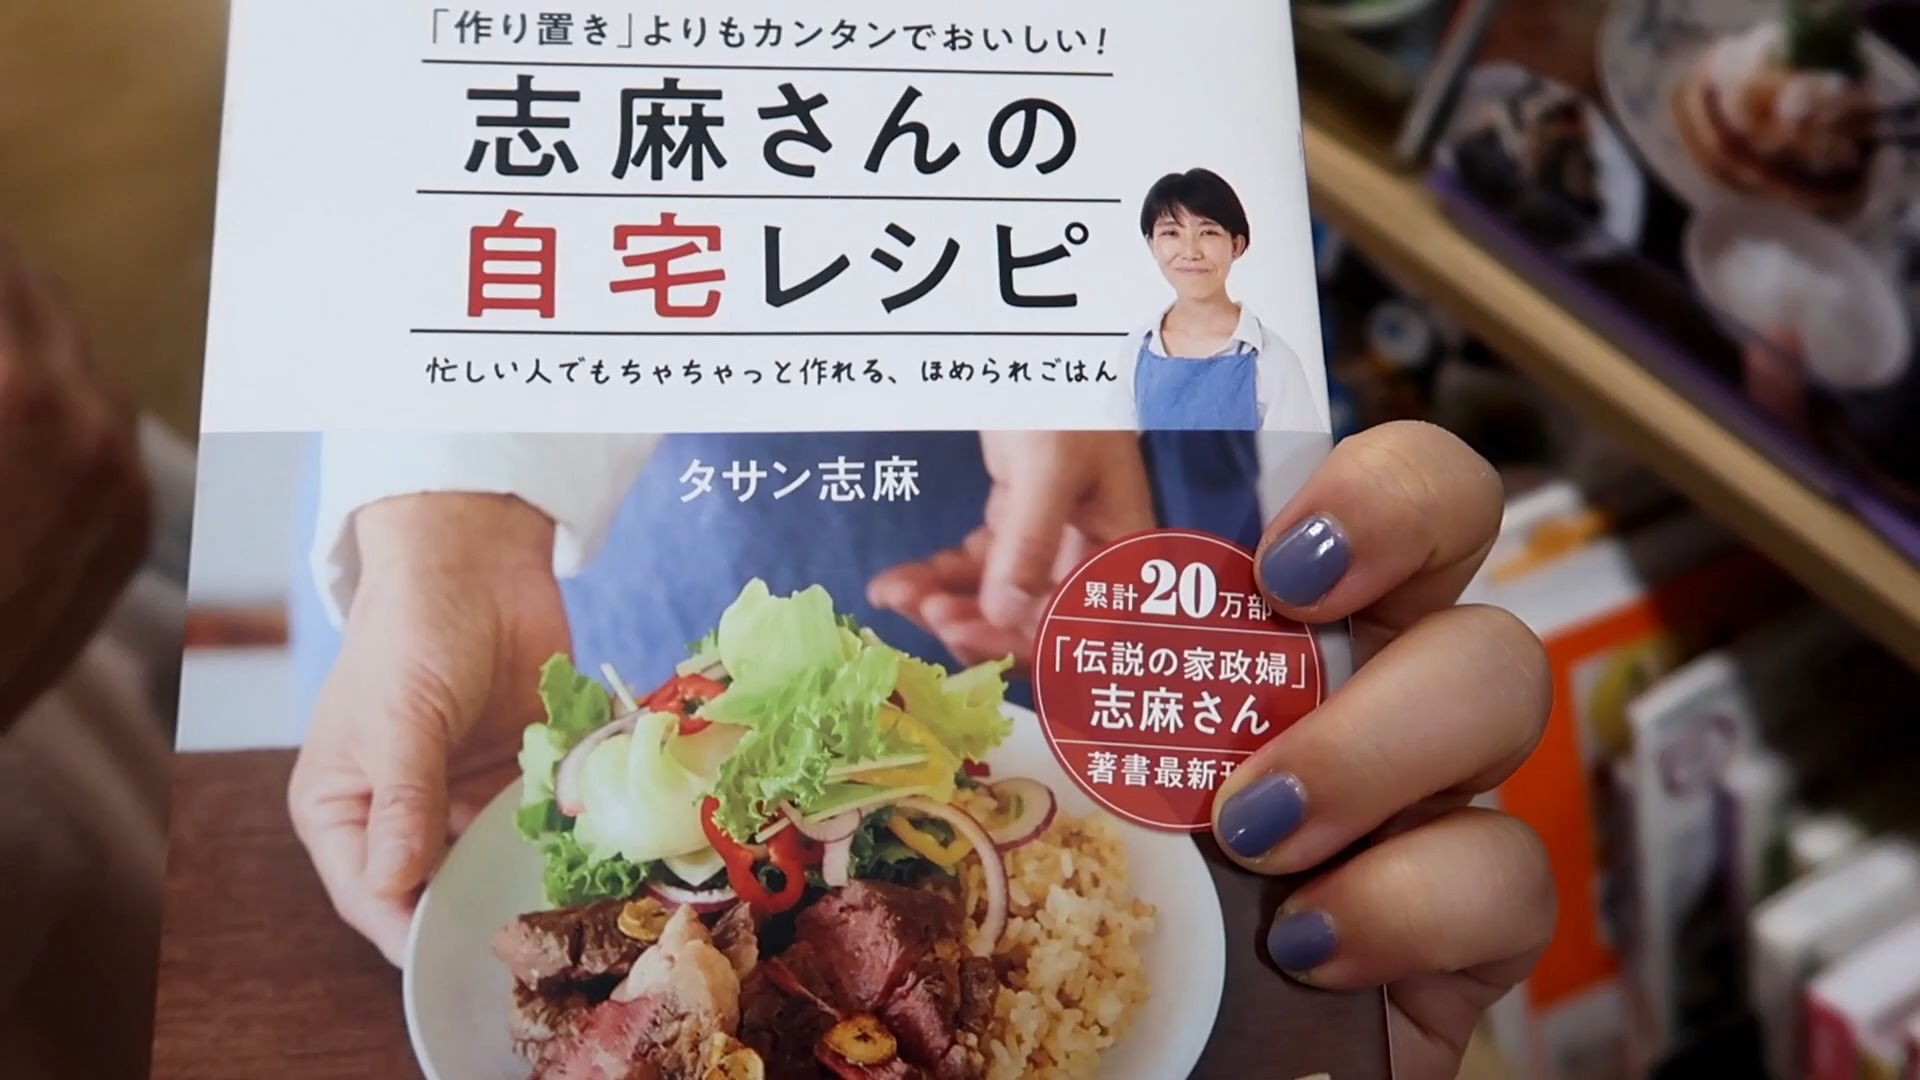 「作り置き」よりもカンタンでおいしい!
志麻さんの
自宅レシピ
忙しい人でもちゃちゃっと作れる、ほめられごはん
タサン志麻
累計20万部
「伝説の家政婦」
志麻さん
著書最新